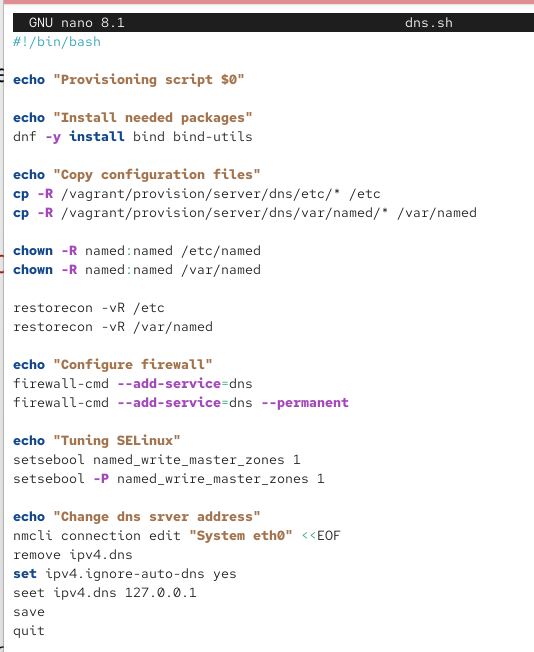 GNU nano 8.1 dns.sh
#!/bin/bash
echo "Provisioning script $0"
echo "Install needed packages"
dnf -y install bind bind-utils
echo "Copy configuration files"
cp -R /vagrant/provision/server/dns/etc/* /etc
cp -R /vagrant/provision/server/dns/var/named/* /var/named
chown -R named:named /etc/named
chown -R named:named /var/named
restorecon -vR /etc
restorecon -vR /var/named
echo "Configure firewall"
firewall-cmd --add-service=dns
firewall-cmd --add-service=dns --permanent
echo "Tuning SELinux"
setsebool named_write_master_zones 1
setsebool -P named_wrire_master_zones 1
echo "Change dns srver address"
nmcli connection edit "System eth0" <<EOF
remove ipv4.dns
set ipv4.ignore-auto-dns yes
seet ipv4.dns 127.0.0.1
save
quit